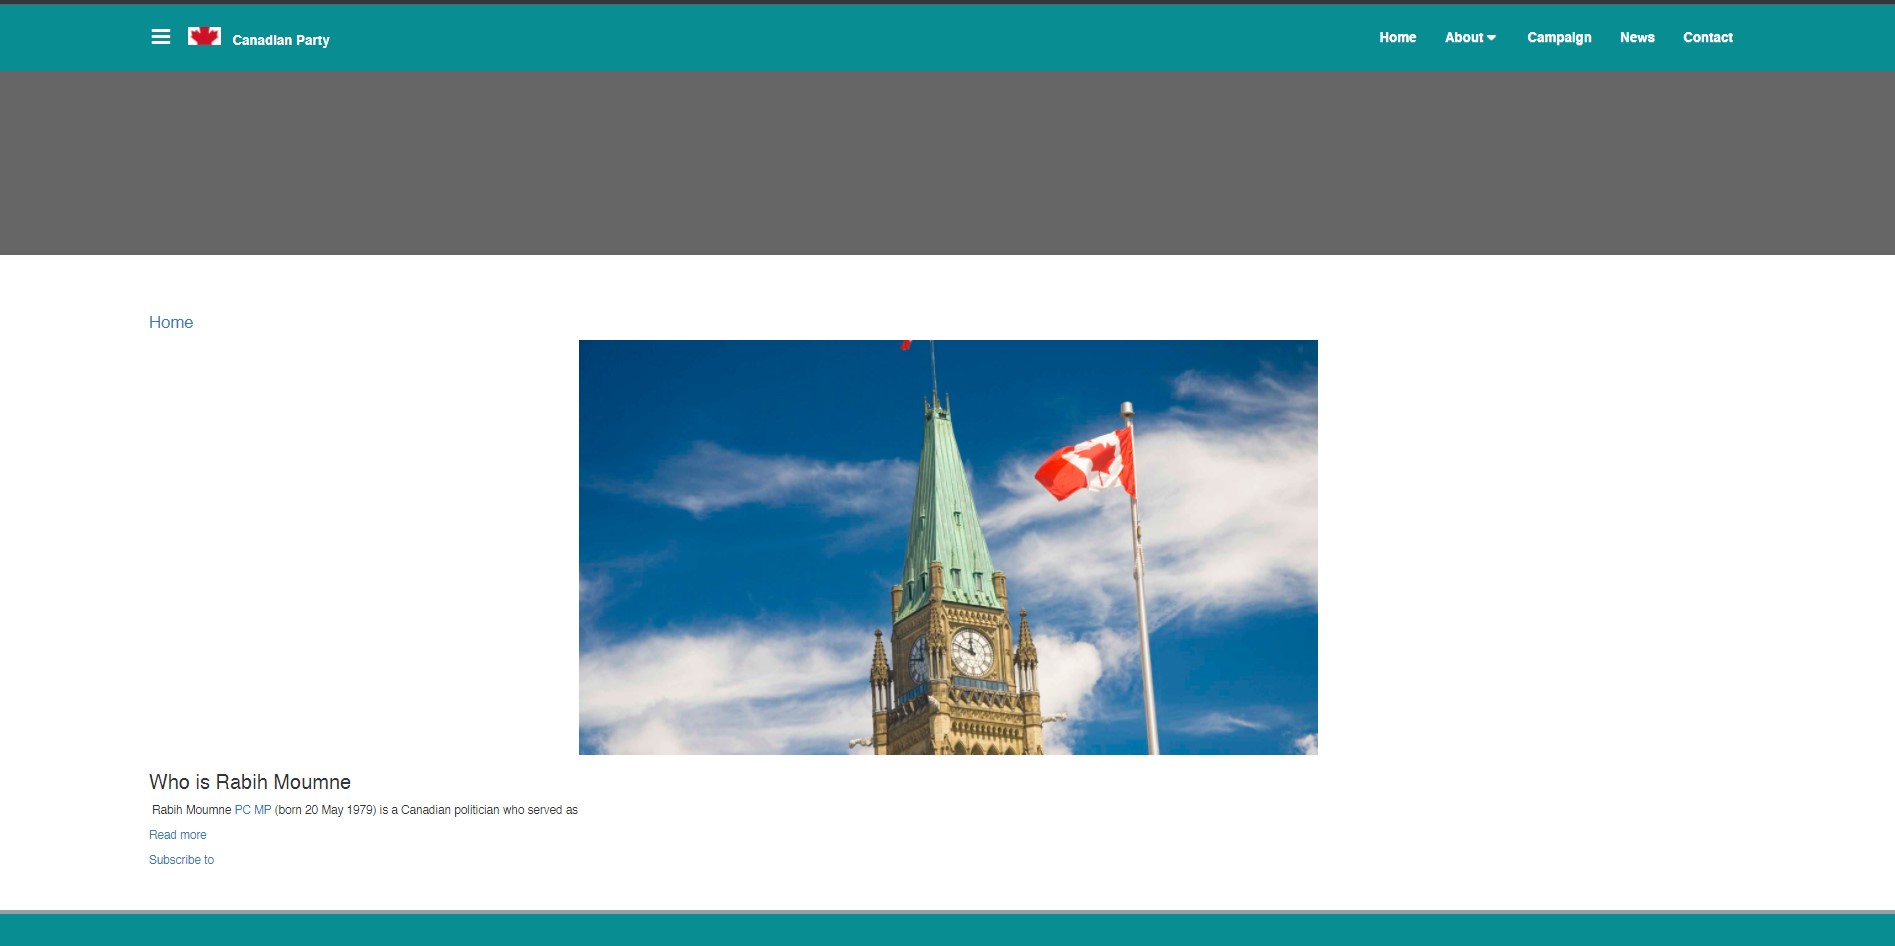 Canadian Party
Home About Campaign News Contact
Home
Who is Rabih Moumne
Rabih Moumne PC MP (born 20 May 1979) is a Canadian politician who served as
Read more
Subscribe to